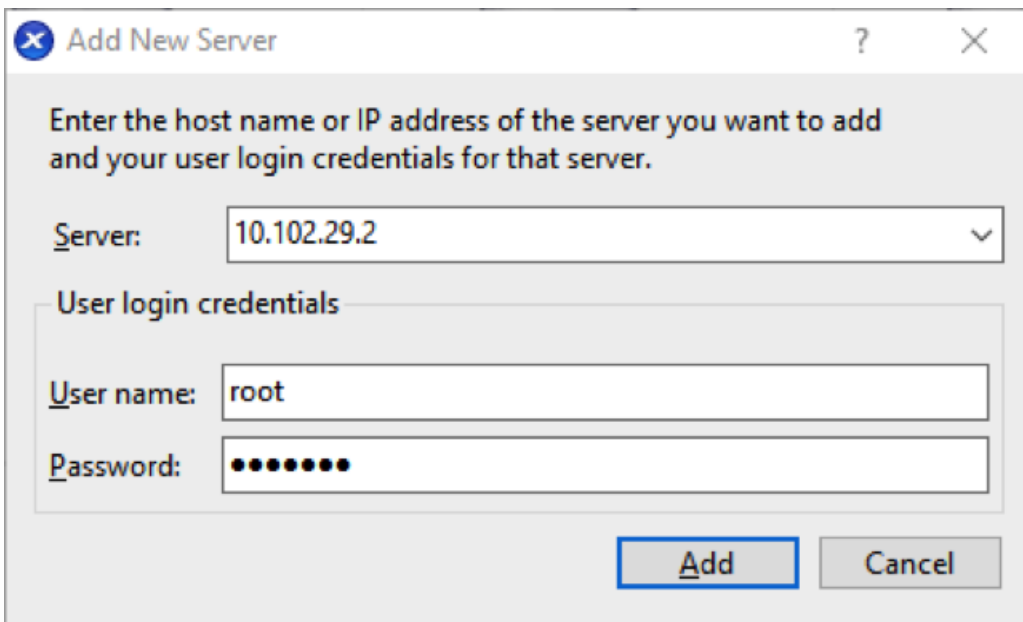 Add New Server
Enter the host name or IP address of the server you want to add
and your user login credentials for that server.
Server: 10.102.29.2
User login credentials
User name: root
Password: •••••••
Add Cancel